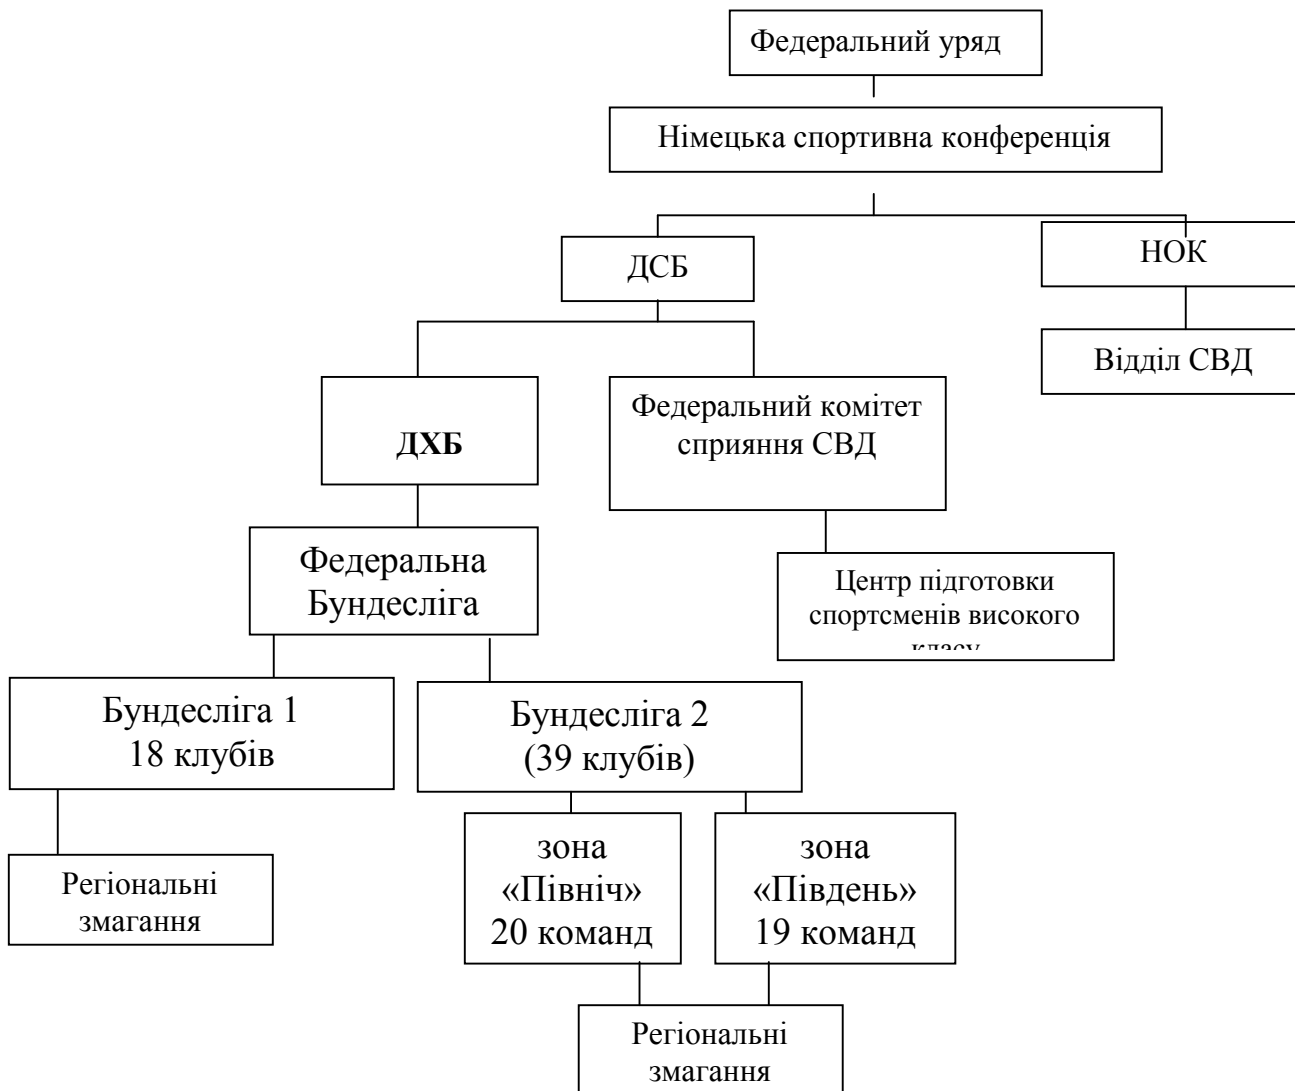 Федеральний уряд
Німецька спортивна конференція
ДСБ
НОК
Відділ СВД
ДХБ
Федеральний комітет
сприяння СВД
Федеральна
Бундесліга
Центр підготовки
спортсменів високого
класу
Бундесліга 1
18 клубів
Бундесліга 2
(39 клубів)
зона
«Північ»
20 команд
зона
«Південь»
19 команд
Регіональні
змагання
Регіональні
змагання